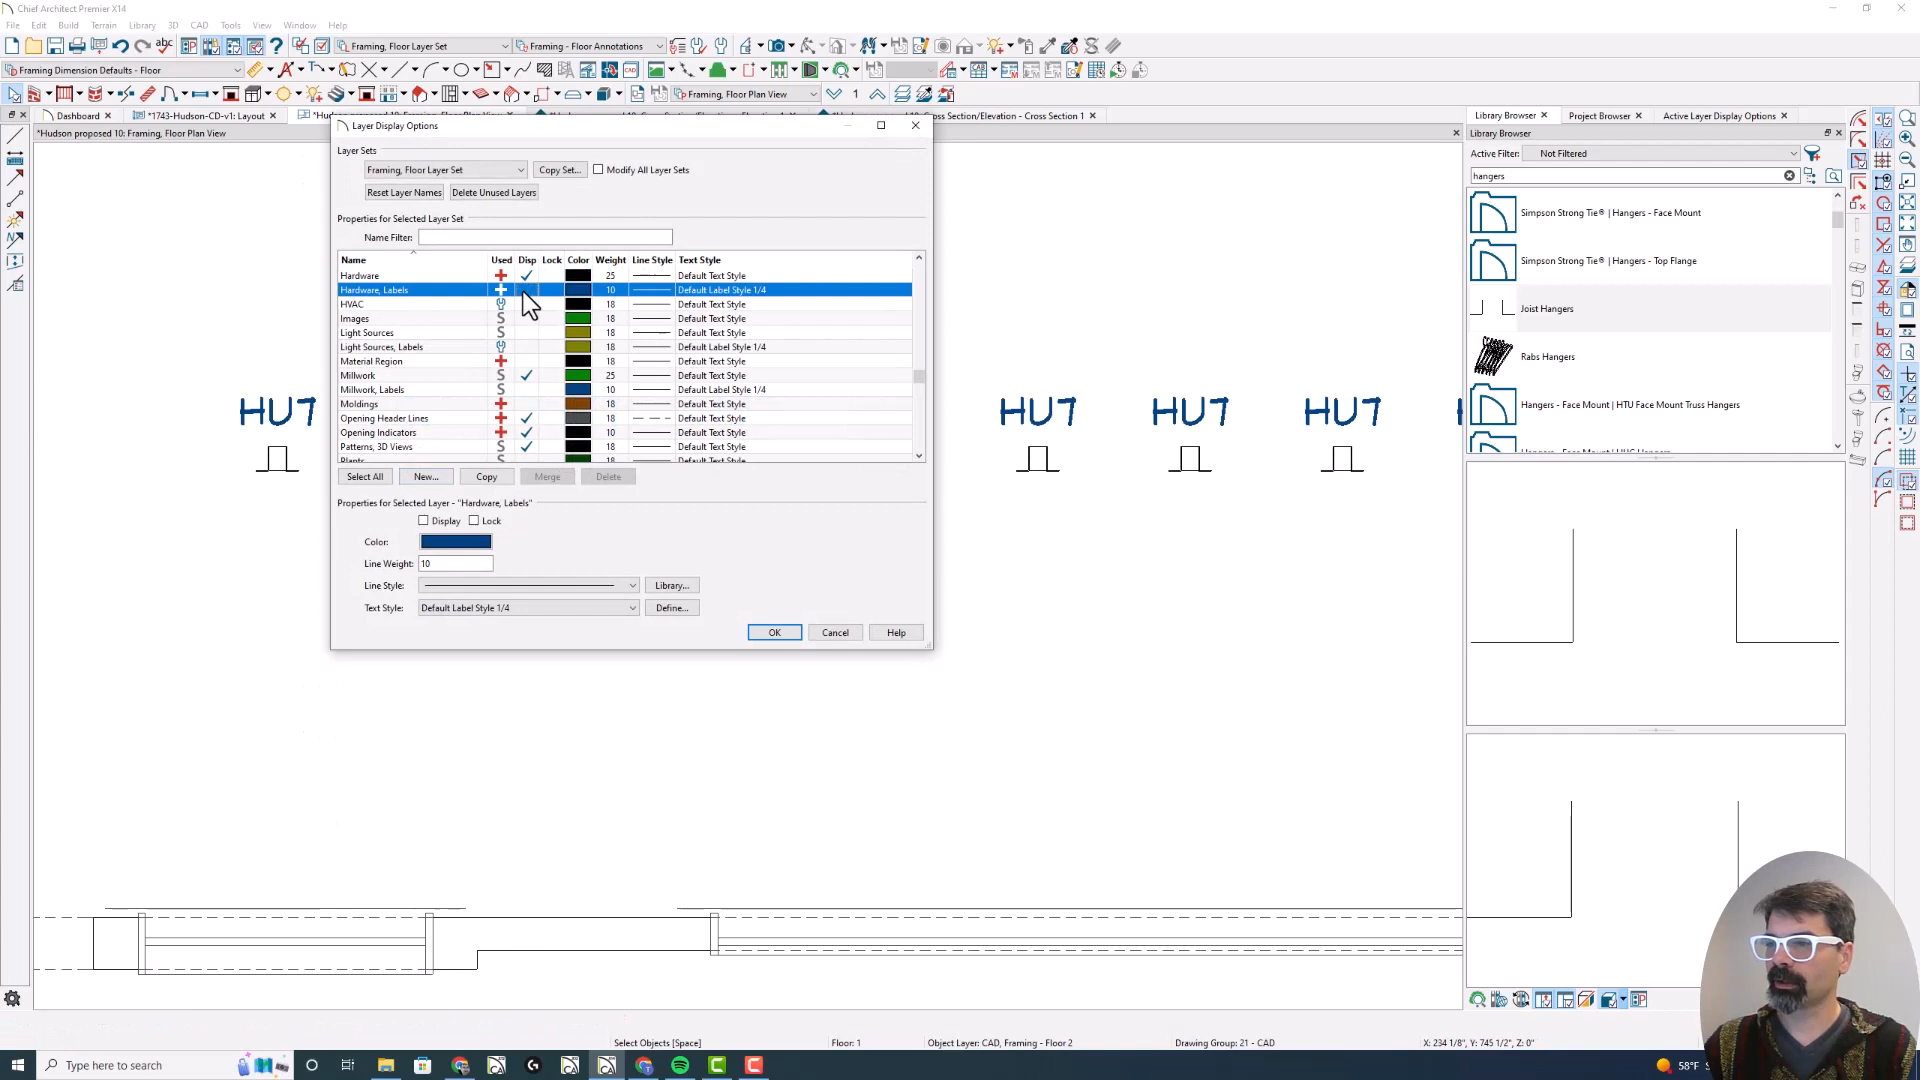 Chief Architect Premier X14
File Edit Build Terrain Library 3D CAD Tools View Window Help
Framing, Floor Layer Set
Framing - Floor Annotations
Framing Dimension Defaults - Floor
Framing, Floor Plan View
1
Dashboard
*1743-Hudson-CD-v1: Layout
Cross Section/Elevation - Cross Section 1
*Hudson proposed 10: Framing, Floor Plan View
Layer Display Options
Layer Sets
Framing, Floor Layer Set
Copy Set...
Modify All Layer Sets
Reset Layer Names
Delete Unused Layers
Properties for Selected Layer Set
Name Filter:
Name Used Disp Lock Color Weight Line Style Text Style
Hardware 25 Default Text Style
Hardware, Labels 10 Default Label Style 1/4
HVAC 18 Default Text Style
Images S 18 Default Text Style
Light Sources S 18 Default Text Style
Light Sources, Labels 18 Default Label Style 1/4
Material Region 18 Default Text Style
Millwork S 25 Default Text Style
Millwork, Labels S 10 Default Label Style 1/4
Moldings 18 Default Text Style
Opening Header Lines 18 Default Text Style
Opening Indicators 10 Default Text Style
Patterns, 3D Views S 18 Default Text Style
Plants S 18 Default Text Style
Select All
New...
Copy
Merge
Delete
Properties for Selected Layer - "Hardware, Labels"
Display
Lock
Color:
Line Weight: 10
Line Style:
Library...
Text Style: Default Label Style 1/4
Define...
OK
Cancel
Help
HU7
HU7
HU7
HU7
Library Browser
Project Browser
Active Layer Display Options
Library Browser
Active Filter: Not Filtered
hangers
Simpson Strong Tie® | Hangers - Face Mount
Simpson Strong Tie® | Hangers - Top Flange
Joist Hangers
Rabs Hangers
Hangers - Face Mount | HTU Face Mount Truss Hangers
Select Objects [Space]
Floor: 1
Object Layer: CAD, Framing - Floor 2
Drawing Group: 21 - CAD
X: 234 1/8", Y: 745 1/2", Z: 0"
Type here to search
58°F